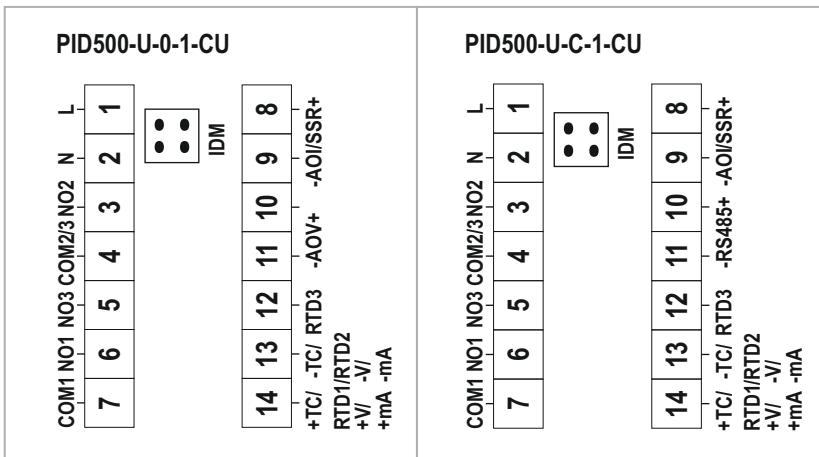 PID500-U-0-1-CU
L 1
N 2
NO2 3
COM2/3 4
NO3 5
NO1 6
COM1 7
IDM
8
9
10
11
12
13
14
-AOI/SSR+
-AOV+
RTD3
+TC/ -TC/
RTD1/RTD2
+V/ -V/
+mA -mA
PID500-U-C-1-CU
L 1
N 2
NO2 3
COM2/3 4
NO3 5
NO1 6
COM1 7
IDM
8
9
10
11
12
13
14
-AOI/SSR+
-RS485+
RTD3
+TC/ -TC/
RTD1/RTD2
+V/ -V/
+mA -mA